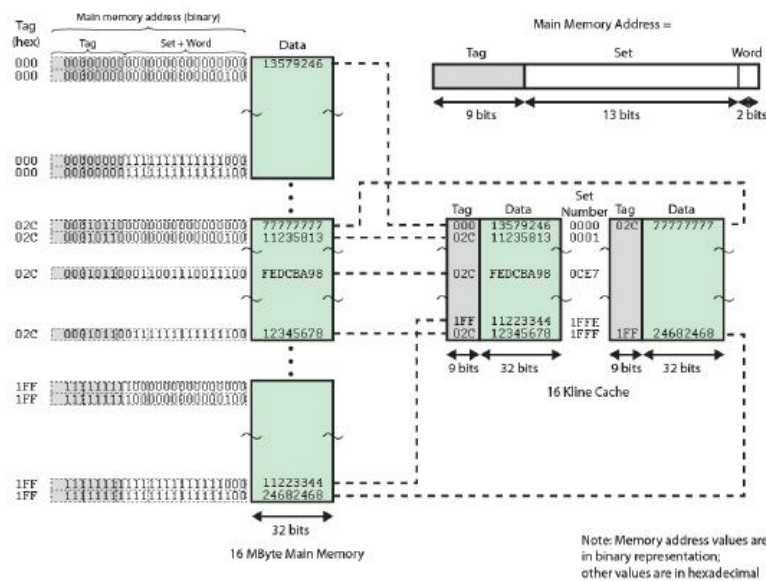 Tag
(hex)
Main memory address (binary)
Tag
Set + Word
Data
Main Memory Address =
Tag
Set
Word
9 bits
13 bits
2 bits
000
000
13579246
000
000
02C
02C
77777777
11235813
02C
FEDCBA98
02C
12345678
1FF
1FF
1FF
1FF
11223344
24682468
32 bits
16 MByte Main Memory
Tag
Data
Set
Number
Tag
Data
000 13579246 0000 02C 77777777
02C 11235813 0001
02C FEDCBA98 0CE7
1FF 11223344 1FFE
02C 12345678 1FFF 1FF 24682468
9 bits
32 bits
9 bits
32 bits
16 Kline Cache
Note: Memory address values are
in binary representation;
other values are in hexadecimal